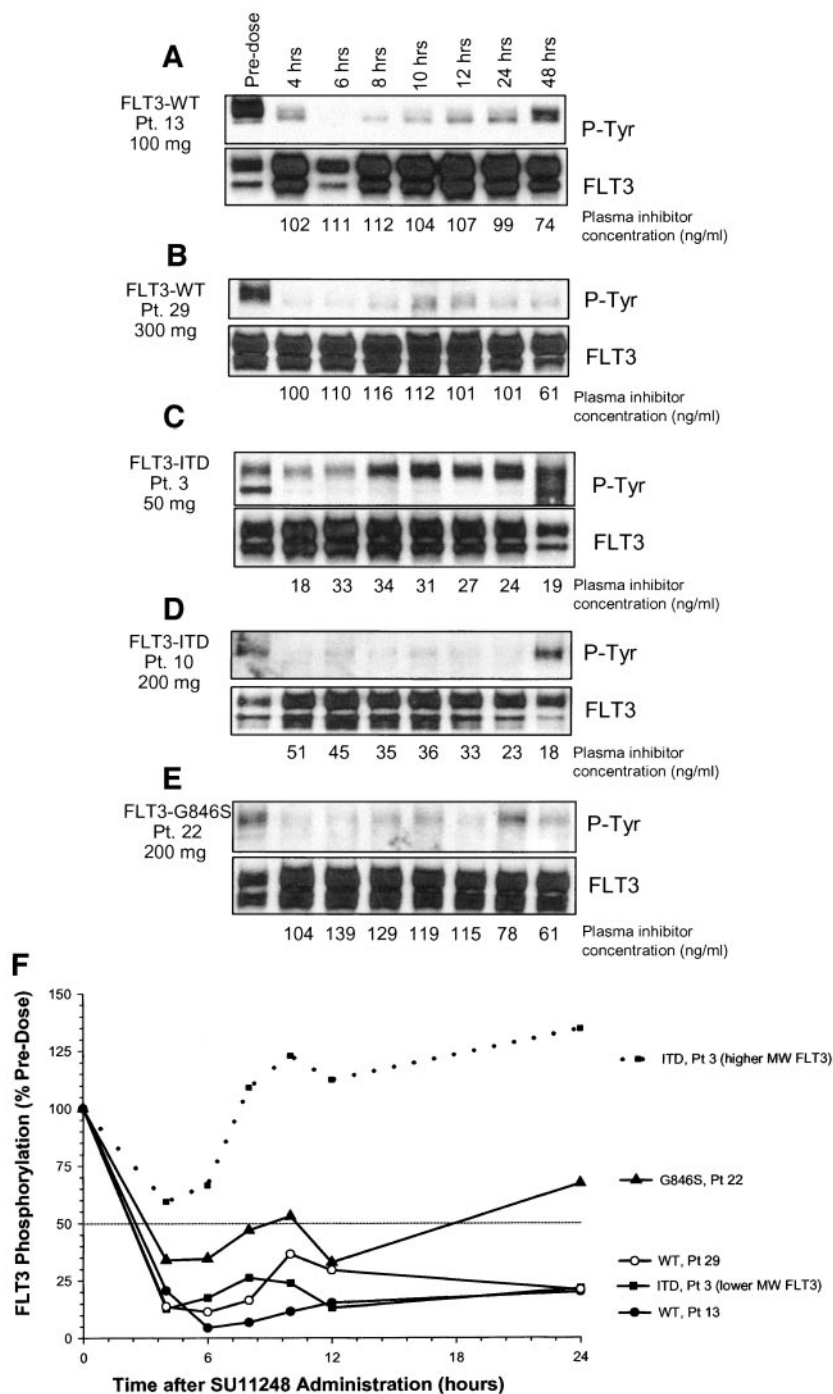 A
Pre-dose 4 hrs 6 hrs 8 hrs 10 hrs 12 hrs 24 hrs 48 hrs
FLT3-WT
Pt. 13
100 mg
P-Tyr
FLT3
102 111 112 104 107 99 74
Plasma inhibitor
concentration (ng/ml)
B
FLT3-WT
Pt. 29
300 mg
P-Tyr
FLT3
100 110 116 112 101 101 61
Plasma inhibitor
concentration (ng/ml)
C
FLT3-ITD
Pt. 3
50 mg
P-Tyr
FLT3
18 33 34 31 27 24 19
Plasma inhibitor
concentration (ng/ml)
D
FLT3-ITD
Pt. 10
200 mg
P-Tyr
FLT3
51 45 35 36 33 23 18
Plasma inhibitor
concentration (ng/ml)
E
FLT3-G846S
Pt. 22
200 mg
P-Tyr
FLT3
104 139 129 119 115 78 61
Plasma inhibitor
concentration (ng/ml)
F
FLT3 Phosphorylation (% Pre-Dose)
150
125
100
75
50
25
0
0 6 12 18 24
Time after SU11248 Administration (hours)
ITD, Pt 3 (higher MW FLT3)
G846S, Pt 22
WT, Pt 29
ITD, Pt 3 (lower MW FLT3)
WT, Pt 13